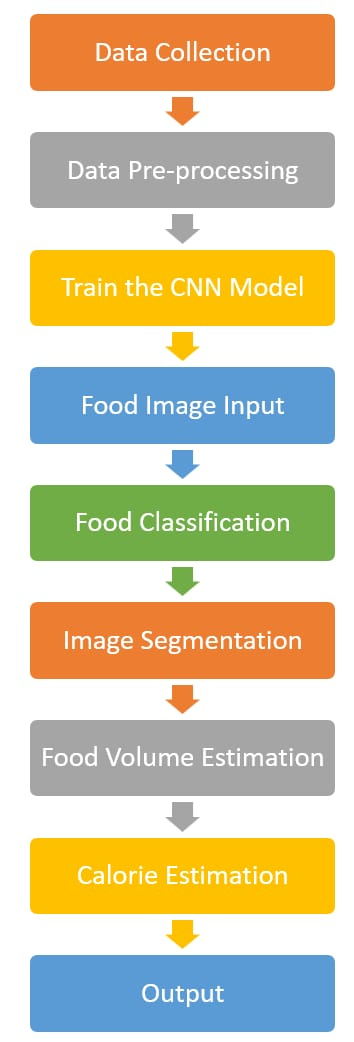 Data Collection
Data Pre-processing
Train the CNN Model
Food Image Input
Food Classification
Image Segmentation
Food Volume Estimation
Calorie Estimation
Output